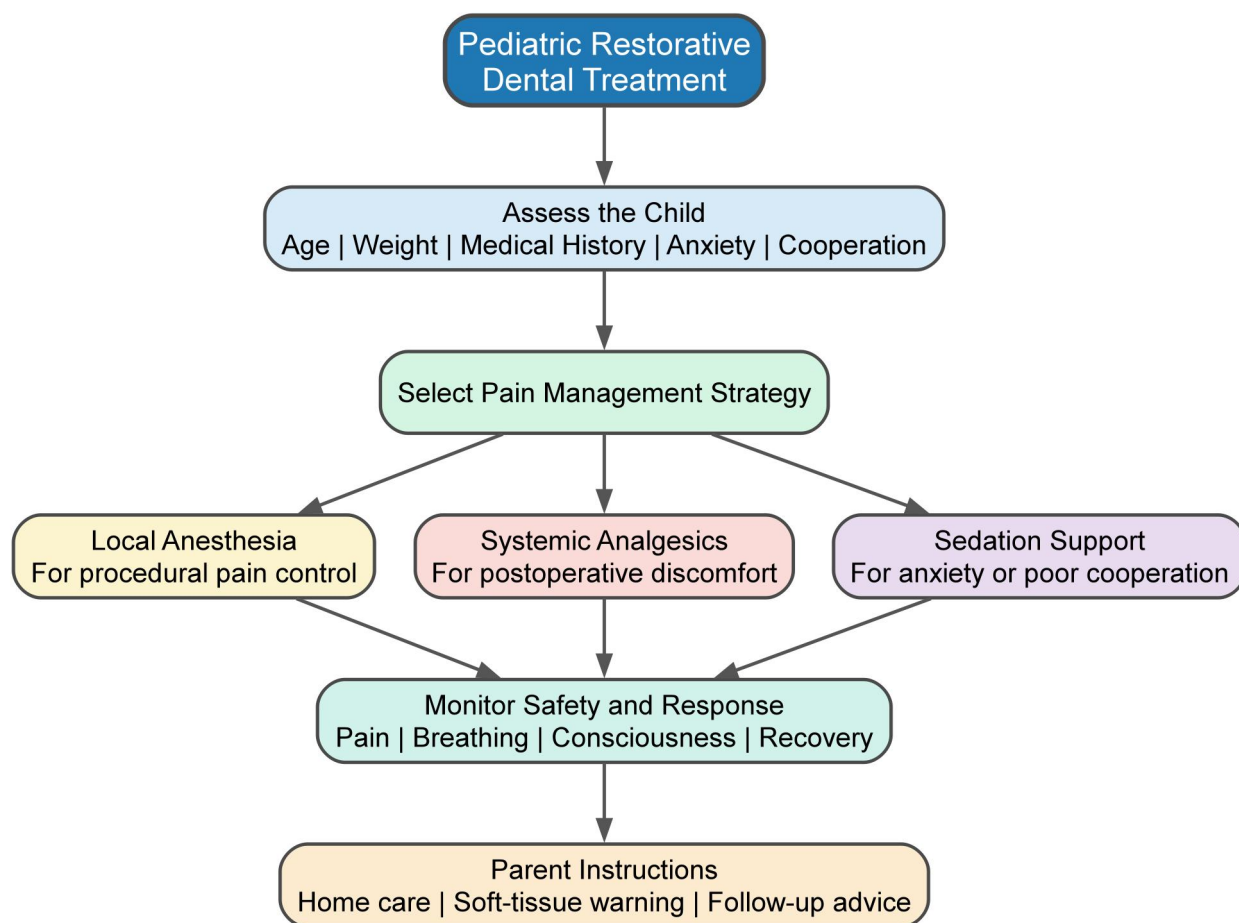 Pediatric Restorative
Dental Treatment
Assess the Child
Age | Weight | Medical History | Anxiety | Cooperation
Select Pain Management Strategy
Local Anesthesia
For procedural pain control
Systemic Analgesics
For postoperative discomfort
Sedation Support
For anxiety or poor cooperation
Monitor Safety and Response
Pain | Breathing | Consciousness | Recovery
Parent Instructions
Home care | Soft-tissue warning | Follow-up advice